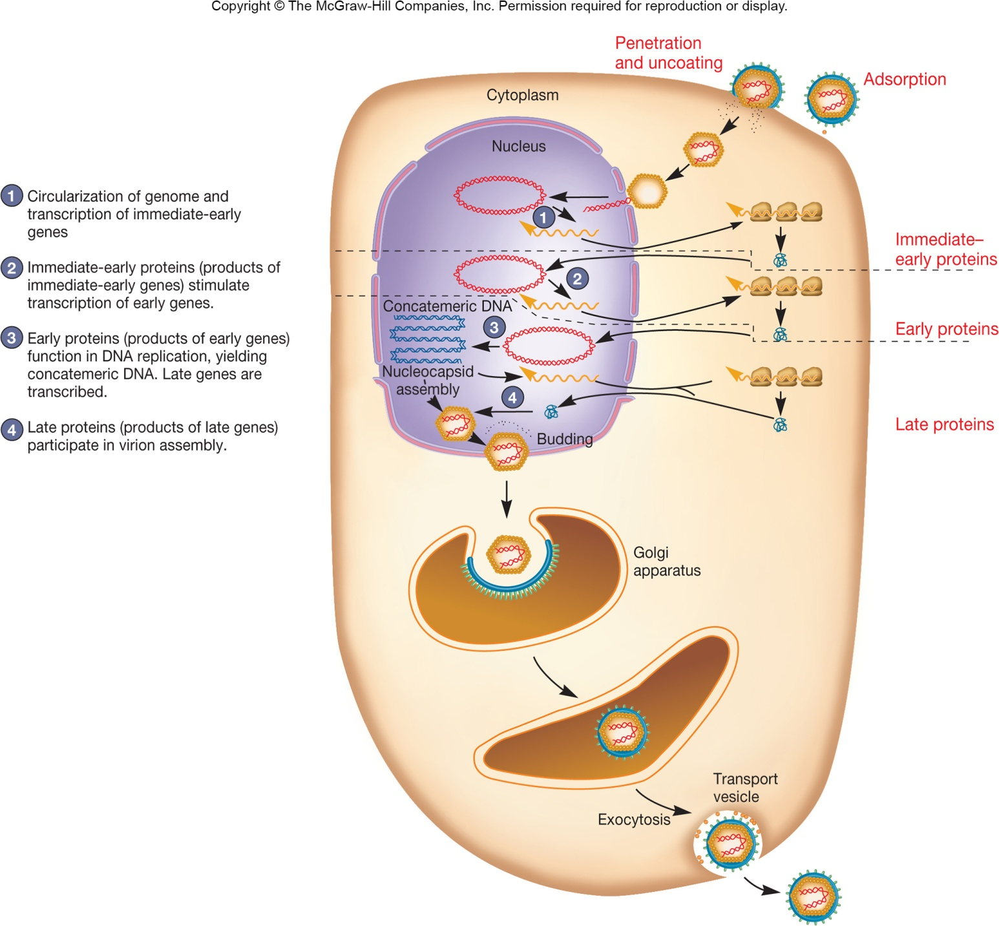 Copyright © The McGraw-Hill Companies, Inc. Permission required for reproduction or display.
Penetration
and uncoating
Adsorption
Cytoplasm
Nucleus
1 Circularization of genome and
transcription of immediate-early
genes
2 Immediate-early proteins (products of
immediate-early genes) stimulate
transcription of early genes.
3 Early proteins (products of early genes)
function in DNA replication, yielding
concatemeric DNA. Late genes are
transcribed.
4 Late proteins (products of late genes)
participate in virion assembly.
1
Immediate–
early proteins
2
Concatemeric DNA
3
Early proteins
Nucleocapsid
assembly
4
Late proteins
Budding
Golgi
apparatus
Transport
vesicle
Exocytosis